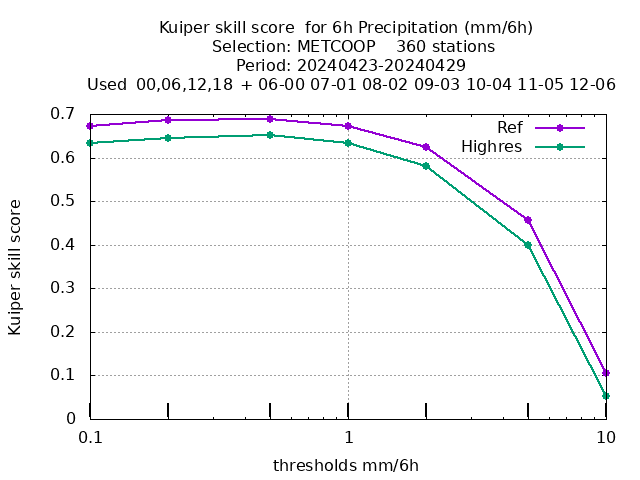 Kuiper skill score  for 6h Precipitation (mm/6h)
Selection: METCOOP    360 stations
Period: 20240423-20240429
Used  00,06,12,18  + 06-00 07-01 08-02 09-03 10-04 11-05 12-06
0.7
Ref
Highres
0.6
0.5
0.4
0.3
0.2
0.1
0
Kuiper skill score
0.1 1 10
thresholds mm/6h